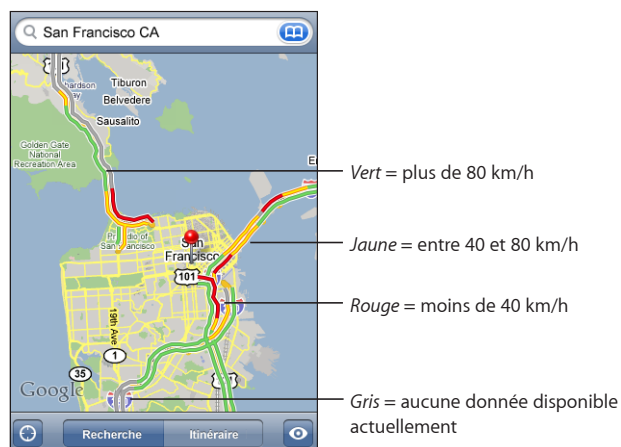 San Francisco CA
Tiburon
Belvedere
Sausalito
Golden Gate
National
Recreation Area
San
Francisco
101
19th Ave
1
35
Google
Recherche
Itinéraire
Vert = plus de 80 km/h
Jaune = entre 40 et 80 km/h
Rouge = moins de 40 km/h
Gris = aucune donnée disponible
actuellement